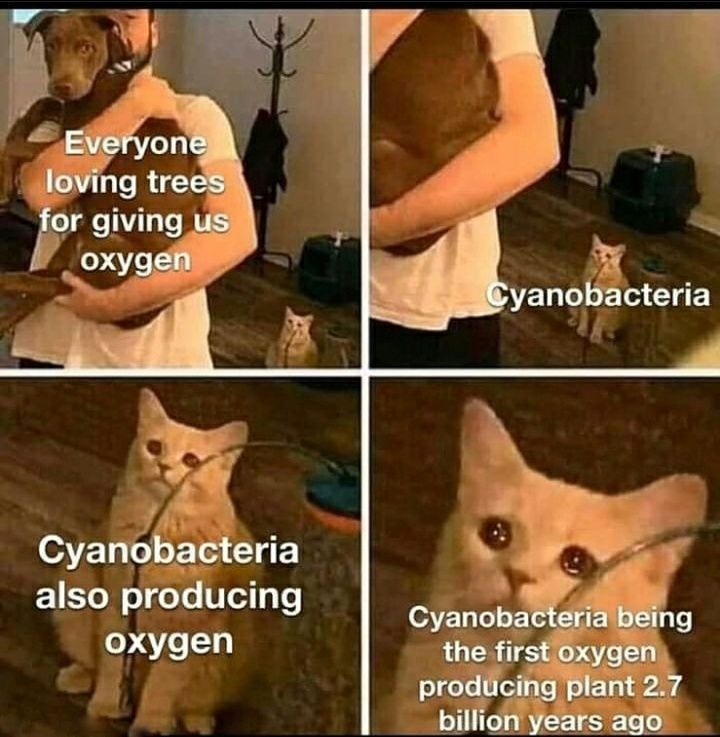 Everyone
loving trees
for giving us
oxygen
Cyanobacteria
Cyanobacteria
also producing
oxygen
Cyanobacteria being
the first oxygen
producing plant 2.7
billion years ago